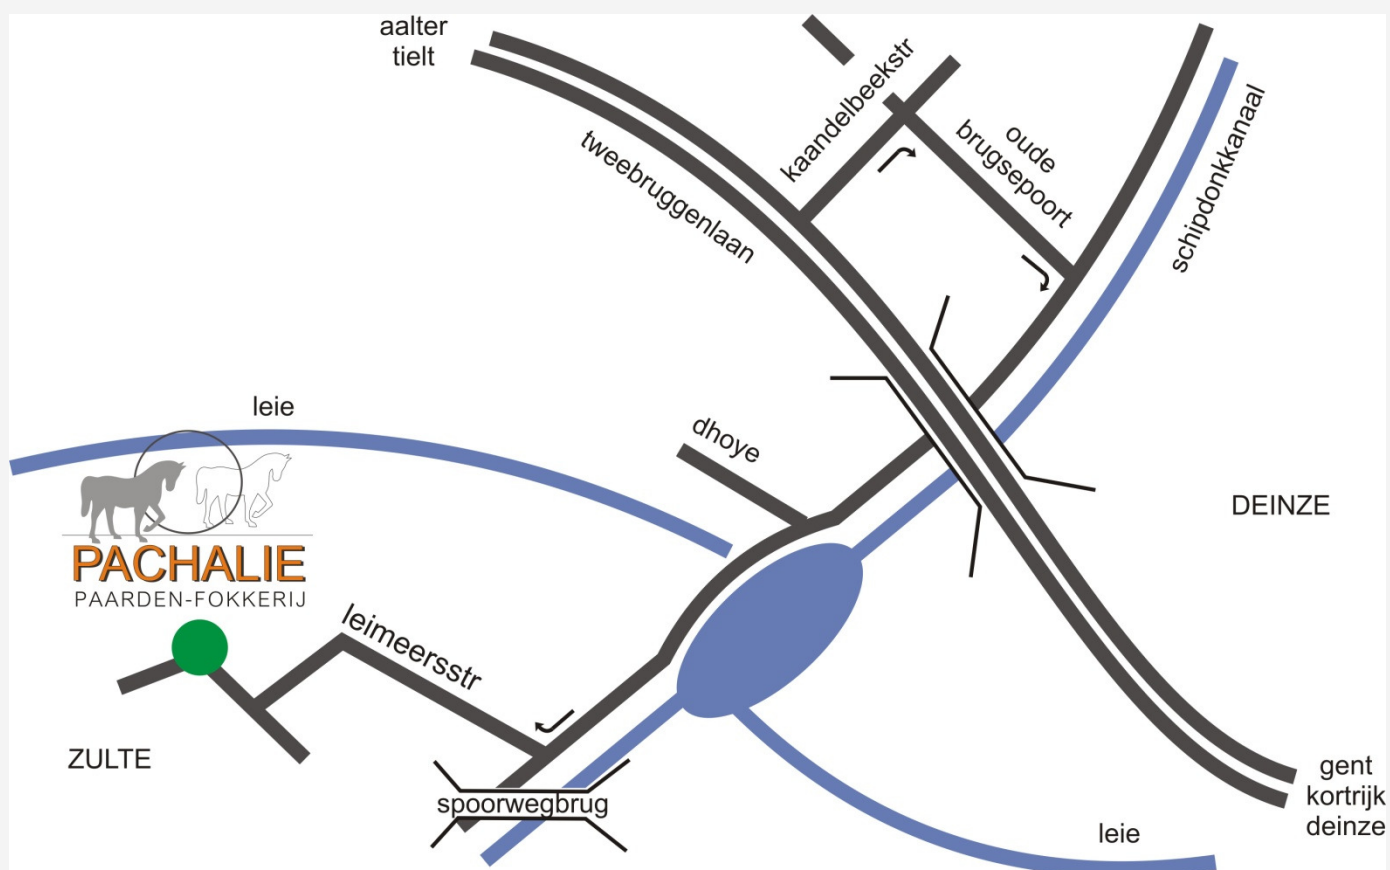 aalter
tielt
kaandelbeekstr
oude
brugsepoort
tweebruggenlaan
schipdonkkanaal
leie
dhoye
DEINZE
PACHALIE
PAARDEN-FOKKERIJ
leimeersstr
ZULTE
spoorwegbrug
gent
kortrijk
deinze
leie